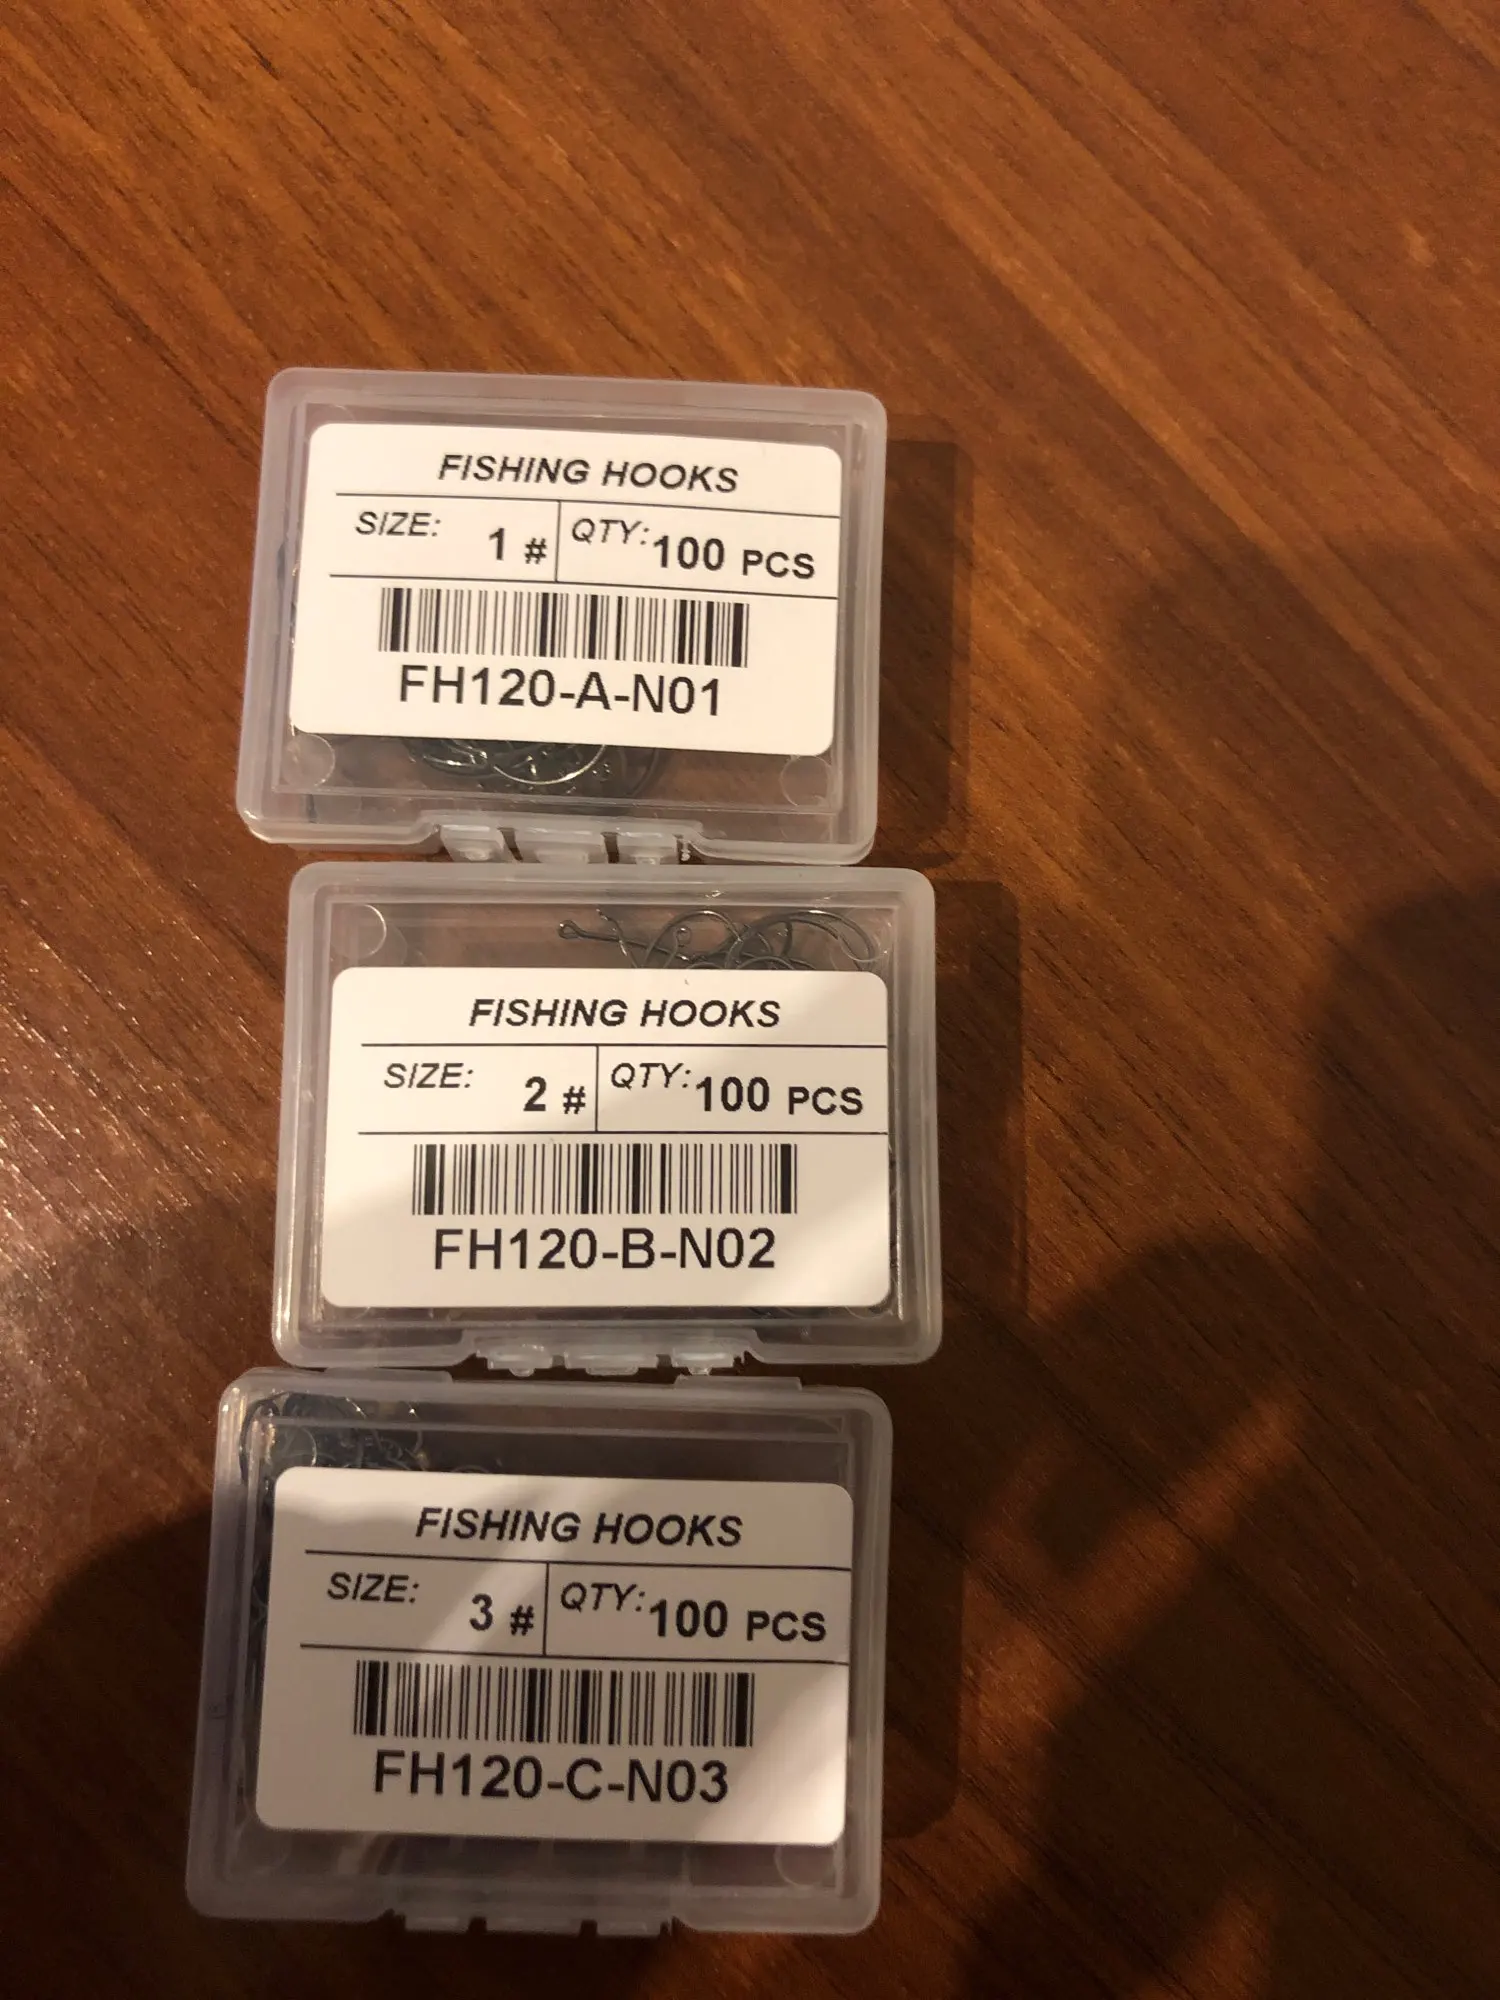 FISHING HOOKS
SIZE: 1 # QTY: 100 PCS
FH120-A-N01
FISHING HOOKS
SIZE: 2 # QTY: 100 PCS
FH120-B-N02
FISHING HOOKS
SIZE: 3 # QTY: 100 PCS
FH120-C-N03